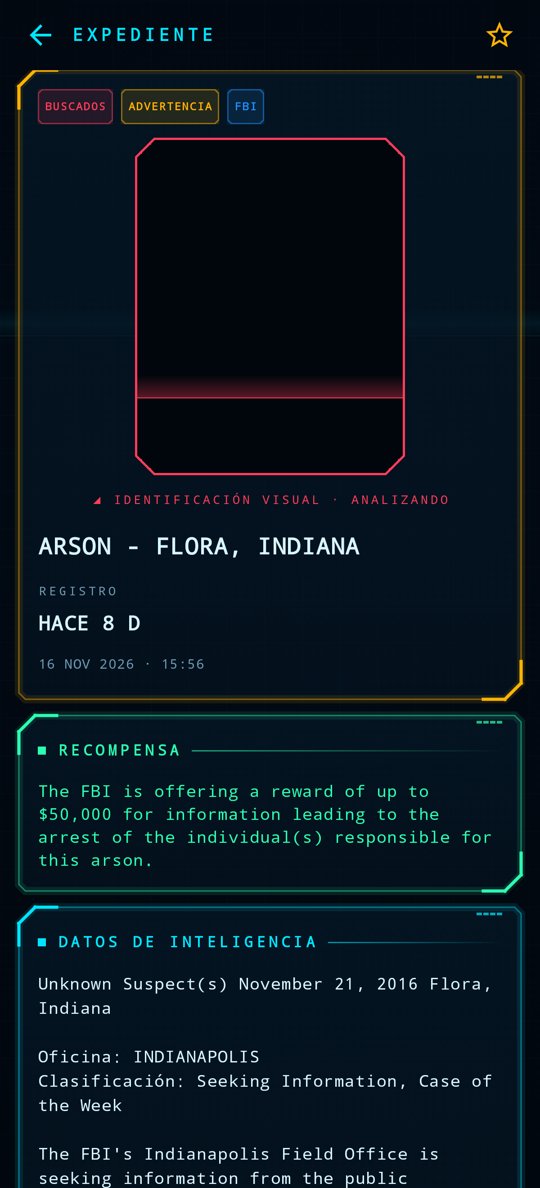 EXPEDIENTE
BUSCADOS
ADVERTENCIA
FBI
IDENTIFICACIÓN VISUAL · ANALIZANDO
ARSON - FLORA, INDIANA
REGISTRO
HACE 8 D
16 NOV 2026 · 15:56
RECOMPENSA
The FBI is offering a reward of up to
$50,000 for information leading to the
arrest of the individual(s) responsible for
this arson.
DATOS DE INTELIGENCIA
Unknown Suspect(s) November 21, 2016 Flora,
Indiana
Oficina: INDIANAPOLIS
Clasificación: Seeking Information, Case of
the Week
The FBI's Indianapolis Field Office is
seeking information from the public